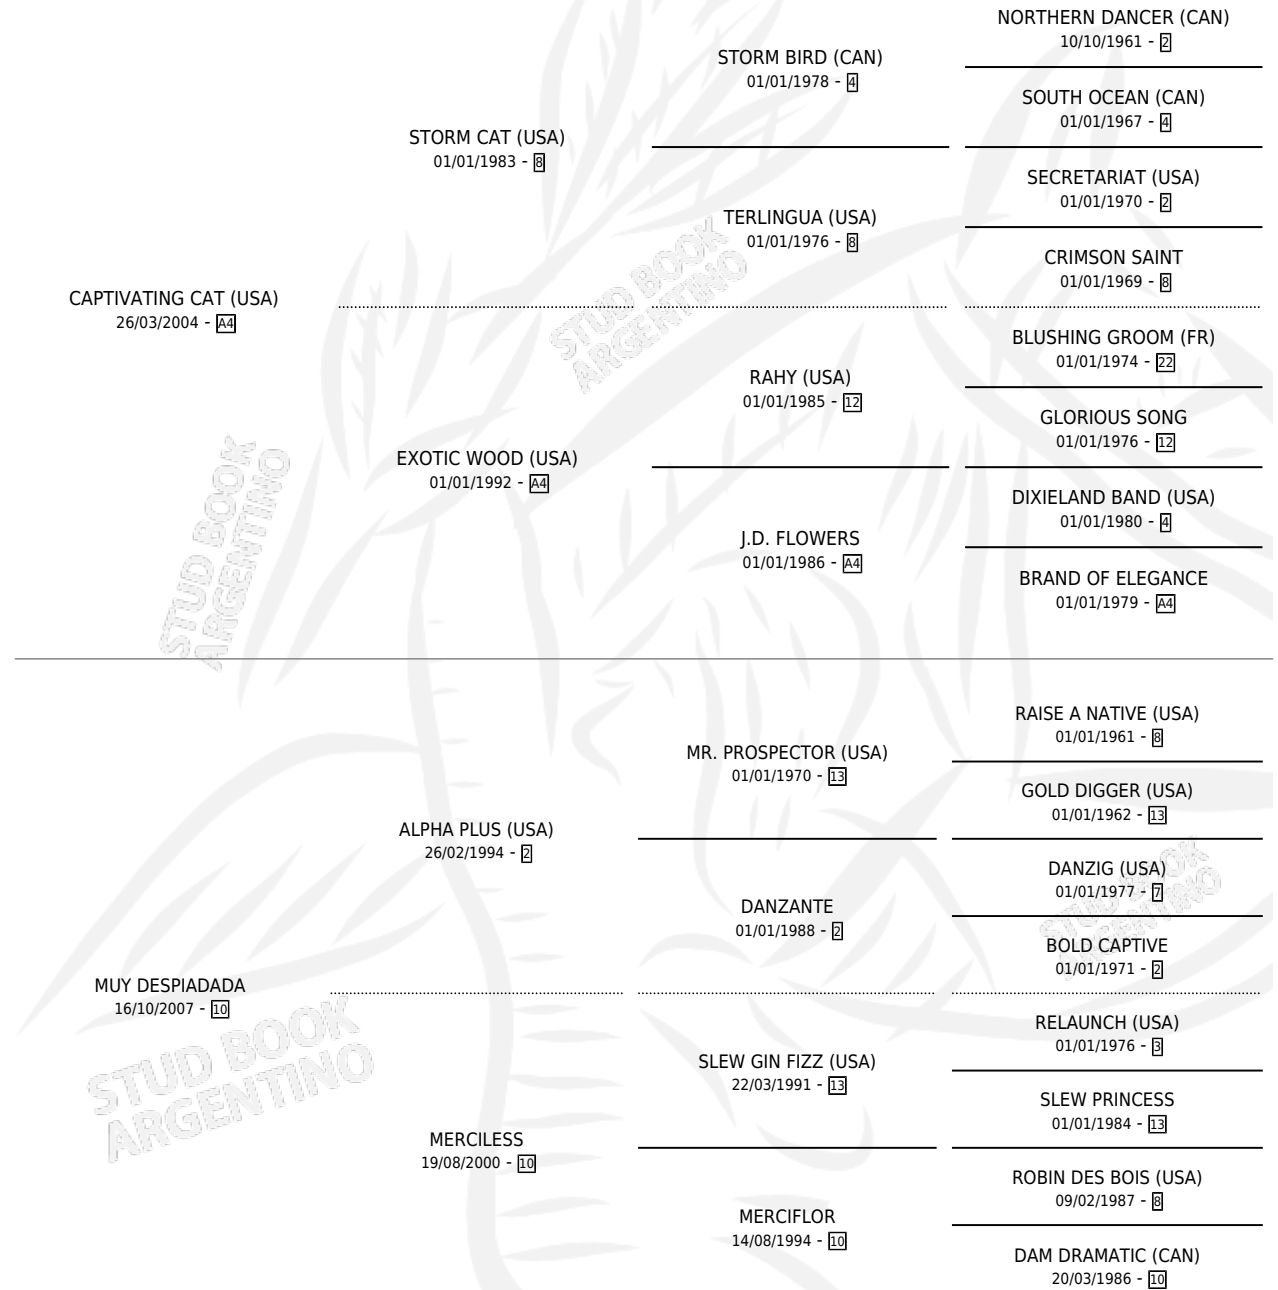 NORTHERN DANCER (CAN)
10/10/1961 - 2
STORM BIRD (CAN)
01/01/1978 - 4
SOUTH OCEAN (CAN)
01/01/1967 - 4
STORM CAT (USA)
01/01/1983 - 8
SECRETARIAT (USA)
01/01/1970 - 2
TERLINGUA (USA)
01/01/1976 - 8
CRIMSON SAINT
01/01/1969 - 8
CAPTIVATING CAT (USA)
26/03/2004 - A4
STUD BOOK
ARGENTINO
BLUSHING GROOM (FR)
01/01/1974 - 22
RAHY (USA)
01/01/1985 - 12
GLORIOUS SONG
01/01/1976 - 12
EXOTIC WOOD (USA)
01/01/1992 - A4
DIXIELAND BAND (USA)
01/01/1980 - 4
J.D. FLOWERS
01/01/1986 - A4
BRAND OF ELEGANCE
01/01/1979 - A4
STUD BOOK
ARGENTINO
RAISE A NATIVE (USA)
01/01/1961 - 8
MR. PROSPECTOR (USA)
01/01/1970 - 13
GOLD DIGGER (USA)
01/01/1962 - 13
ALPHA PLUS (USA)
26/02/1994 - 2
DANZIG (USA)
01/01/1977 - 7
DANZANTE
01/01/1988 - 2
BOLD CAPTIVE
01/01/1971 - 2
STUD BOOK
ARGENTINO
MUY DESPIADADA
16/10/2007 - 10
RELAUNCH (USA)
01/01/1976 - 3
SLEW GIN FIZZ (USA)
22/03/1991 - 13
SLEW PRINCESS
01/01/1984 - 13
STUD BOOK
ARGENTINO
MERCILESS
19/08/2000 - 10
ROBIN DES BOIS (USA)
09/02/1987 - 8
MERCIFLOR
14/08/1994 - 10
DAM DRAMATIC (CAN)
20/03/1986 - 10